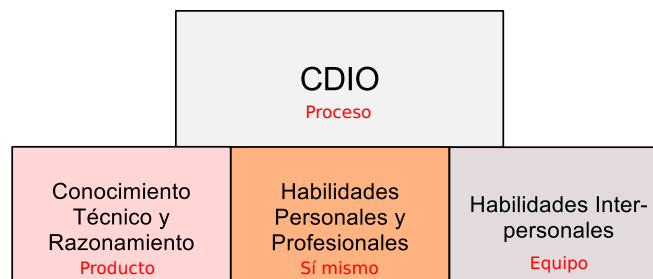 CDIO
Proceso
Conocimiento
Técnico y
Razonamiento
Producto
Habilidades
Personales y
Profesionales
Sí mismo
Habilidades Inter-
personales
Equipo